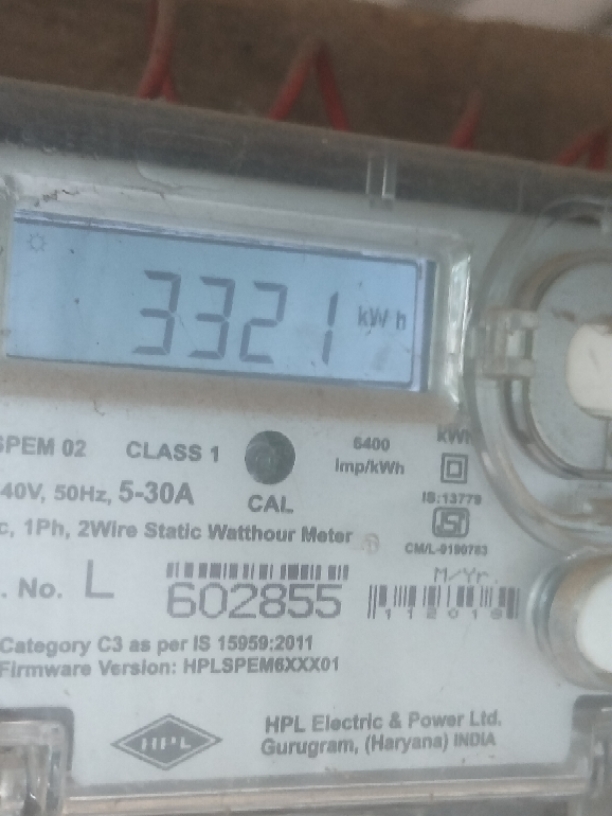 3321 kWh
SPEM 02 CLASS 1 6400 imp/kWh kWh
40V, 50Hz, 5-30A CAL IS:13779
c, 1Ph, 2Wire Static Watthour Meter
. No. L 602855 M/Yr.
Category C3 as per IS 15959:2011
Firmware Version: HPLSPEM6XXX01
HPL
HPL Electric & Power Ltd.
Gurugram, (Haryana) INDIA